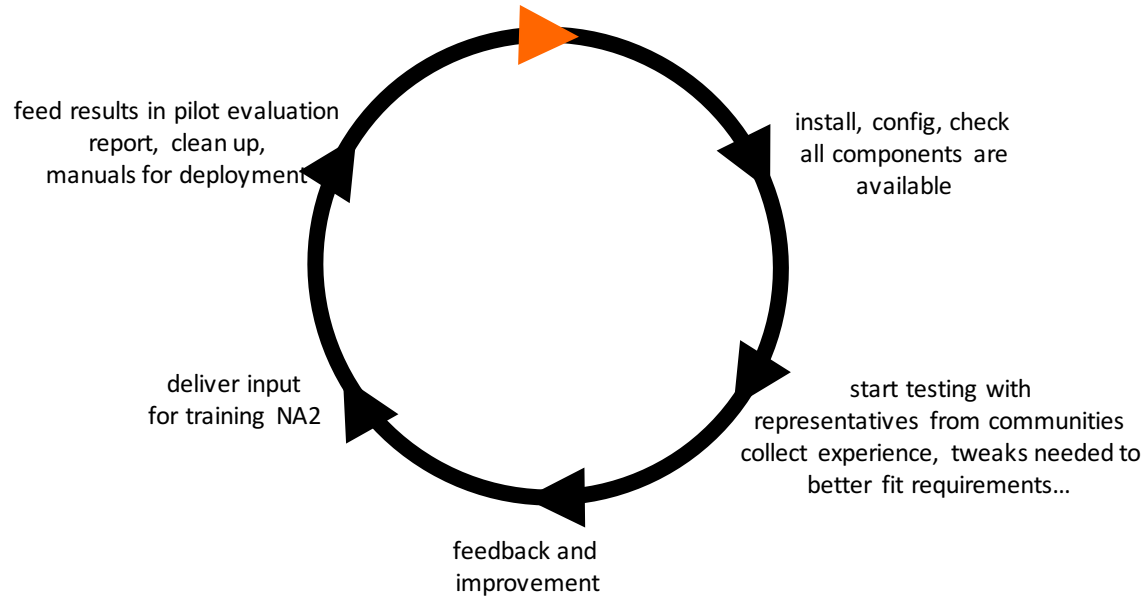 feed results in pilot evaluation
report, clean up,
manuals for deployment
install, config, check
all components are
available
deliver input
for training NA2
start testing with
representatives from communities
collect experience, tweaks needed to
better fit requirements...
feedback and
improvement